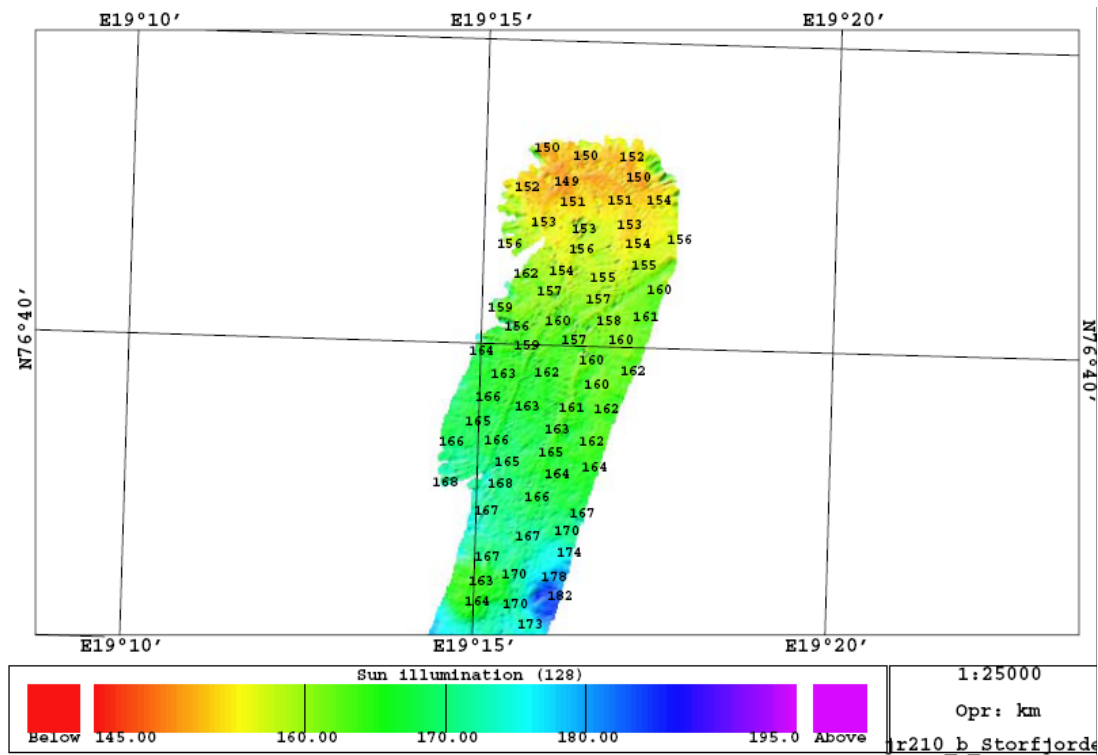 E19°10′ E19°15′ E19°20′
150 150 152
152 149 150
151 151 154
153 153 153
156 156 154 156
162 154 155 155
157 157 160
159 160 158 161
156 159 157 160
N76°40′ N76°40′
164 160
163 162 162
166 160
163 161 162
165 163
166 166 162
165 165 164
168 168 164
166
167 167
167 170
167 174
163 170 178
164 170 182
173
E19°10′ E19°15′ E19°20′
Sun illumination (128)
Below 145.00 160.00 170.00 180.00 195.0 Above
1:25000
Opr: km
jr210_b_Storfjorde